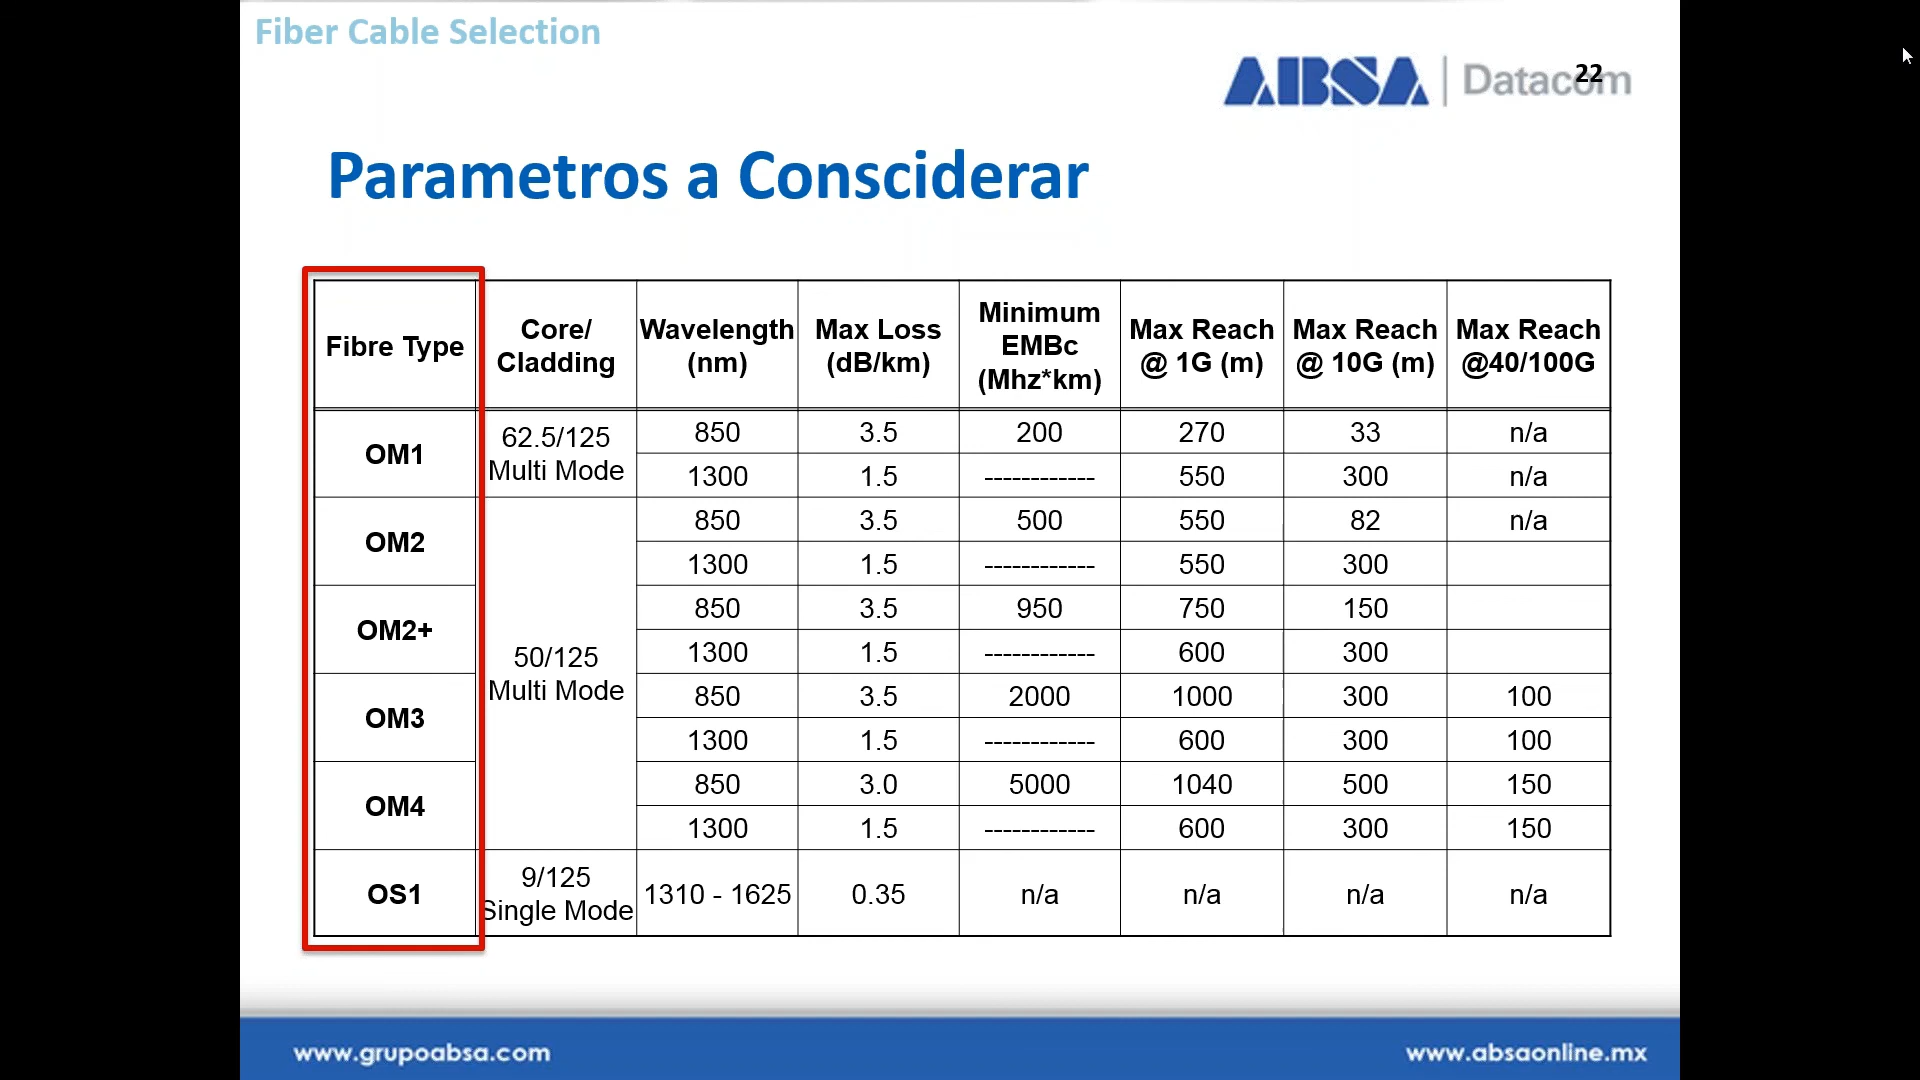 Fiber Cable Selection
ABSA | Datacom
22
Parametros a Consciderar
Fibre Type Core/Cladding Wavelength (nm) Max Loss (dB/km) Minimum EMBc (Mhz*km) Max Reach @ 1G (m) Max Reach @ 10G (m) Max Reach @40/100G
OM1 62.5/125 Multi Mode 850 3.5 200 270 33 n/a
1300 1.5 ------------ 550 300 n/a
OM2 50/125 Multi Mode 850 3.5 500 550 82 n/a
1300 1.5 ------------ 550 300
OM2+ 850 3.5 950 750 150
1300 1.5 ------------ 600 300
OM3 850 3.5 2000 1000 300 100
1300 1.5 ------------ 600 300 100
OM4 850 3.0 5000 1040 500 150
1300 1.5 ------------ 600 300 150
OS1 9/125 Single Mode 1310 - 1625 0.35 n/a n/a n/a n/a
www.grupoabsa.com
www.absaonline.mx